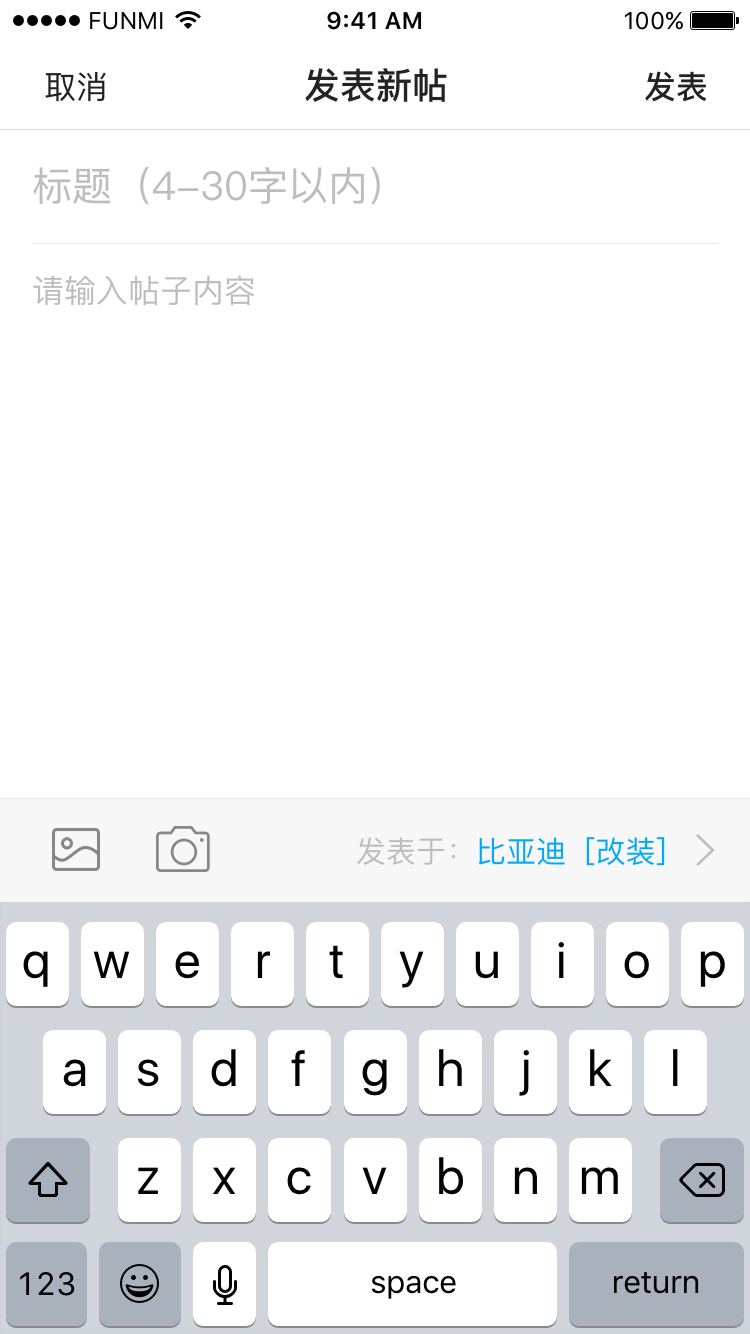 FUNMI 9:41 AM 100%
取消 发表新帖 发表
标题（4–30字以内）
请输入帖子内容
发表于： 比亚迪 [改装]
q w e r t y u i o p
a s d f g h j k l
z x c v b n m
123 space return